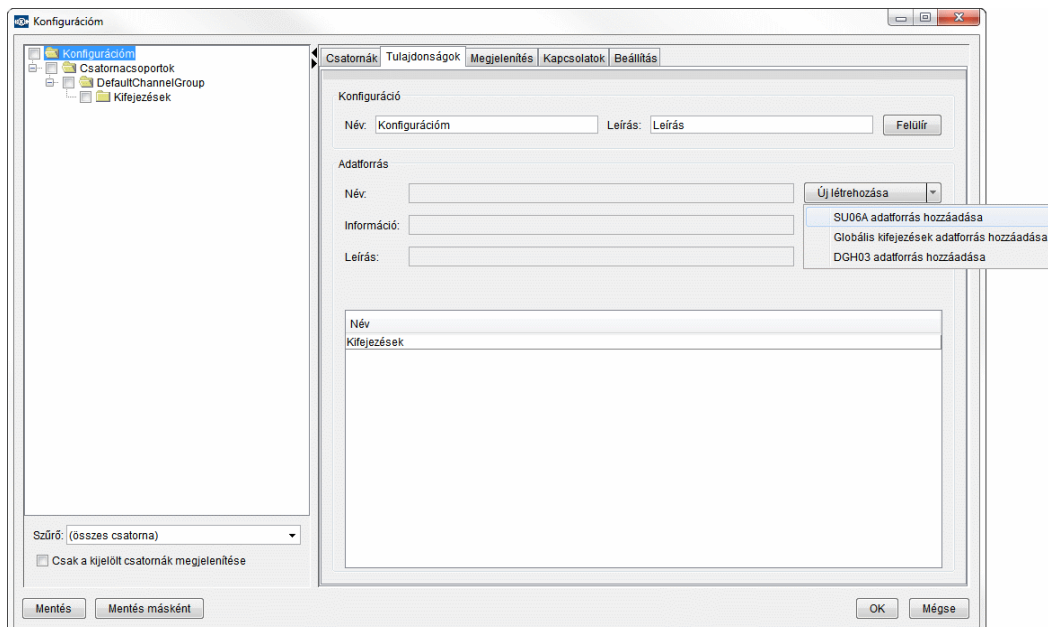 Konfigurációm
Konfigurációm
Csatornacsoportok
DefaultChannelGroup
Kifejezések
Szűrő: (összes csatorna)
Csak a kijelölt csatornák megjelenítése
Csatornák Tulajdonságok Megjelenítés Kapcsolatok Beállítás
Konfiguráció
Név: Konfigurációm Leírás: Leírás Felülír
Adatforrás
Név: Új létrehozása
SU06A adatforrás hozzáadása
Globális kifejezések adatforrás hozzáadása
DGH03 adatforrás hozzáadása
Információ:
Leírás:
Név
Kifejezések
Mentés Mentés másként OK Mégse